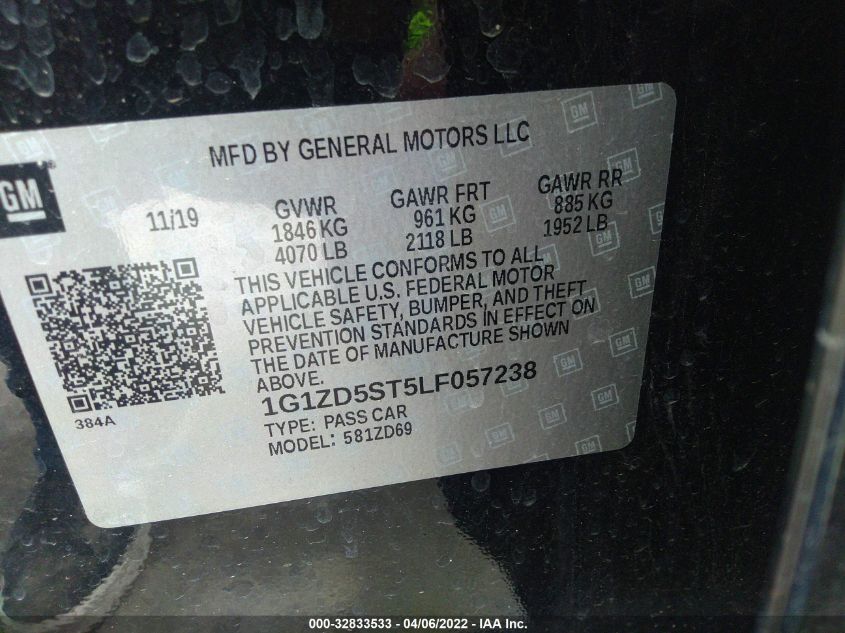 MFD BY GENERAL MOTORS LLC
GM®
11/19
GVWR
1846 KG
4070 LB
GAWR FRT
961 KG
2118 LB
GAWR RR
885 KG
1952 LB
THIS VEHICLE CONFORMS TO ALL
APPLICABLE U.S. FEDERAL MOTOR
VEHICLE SAFETY, BUMPER, AND THEFT
PREVENTION STANDARDS IN EFFECT ON
THE DATE OF MANUFACTURE SHOWN
ABOVE.
384A
1G1ZD5ST5LF057238
TYPE: PASS CAR
MODEL: 581ZD69
000-32833533 - 04/06/2022 - IAA Inc.